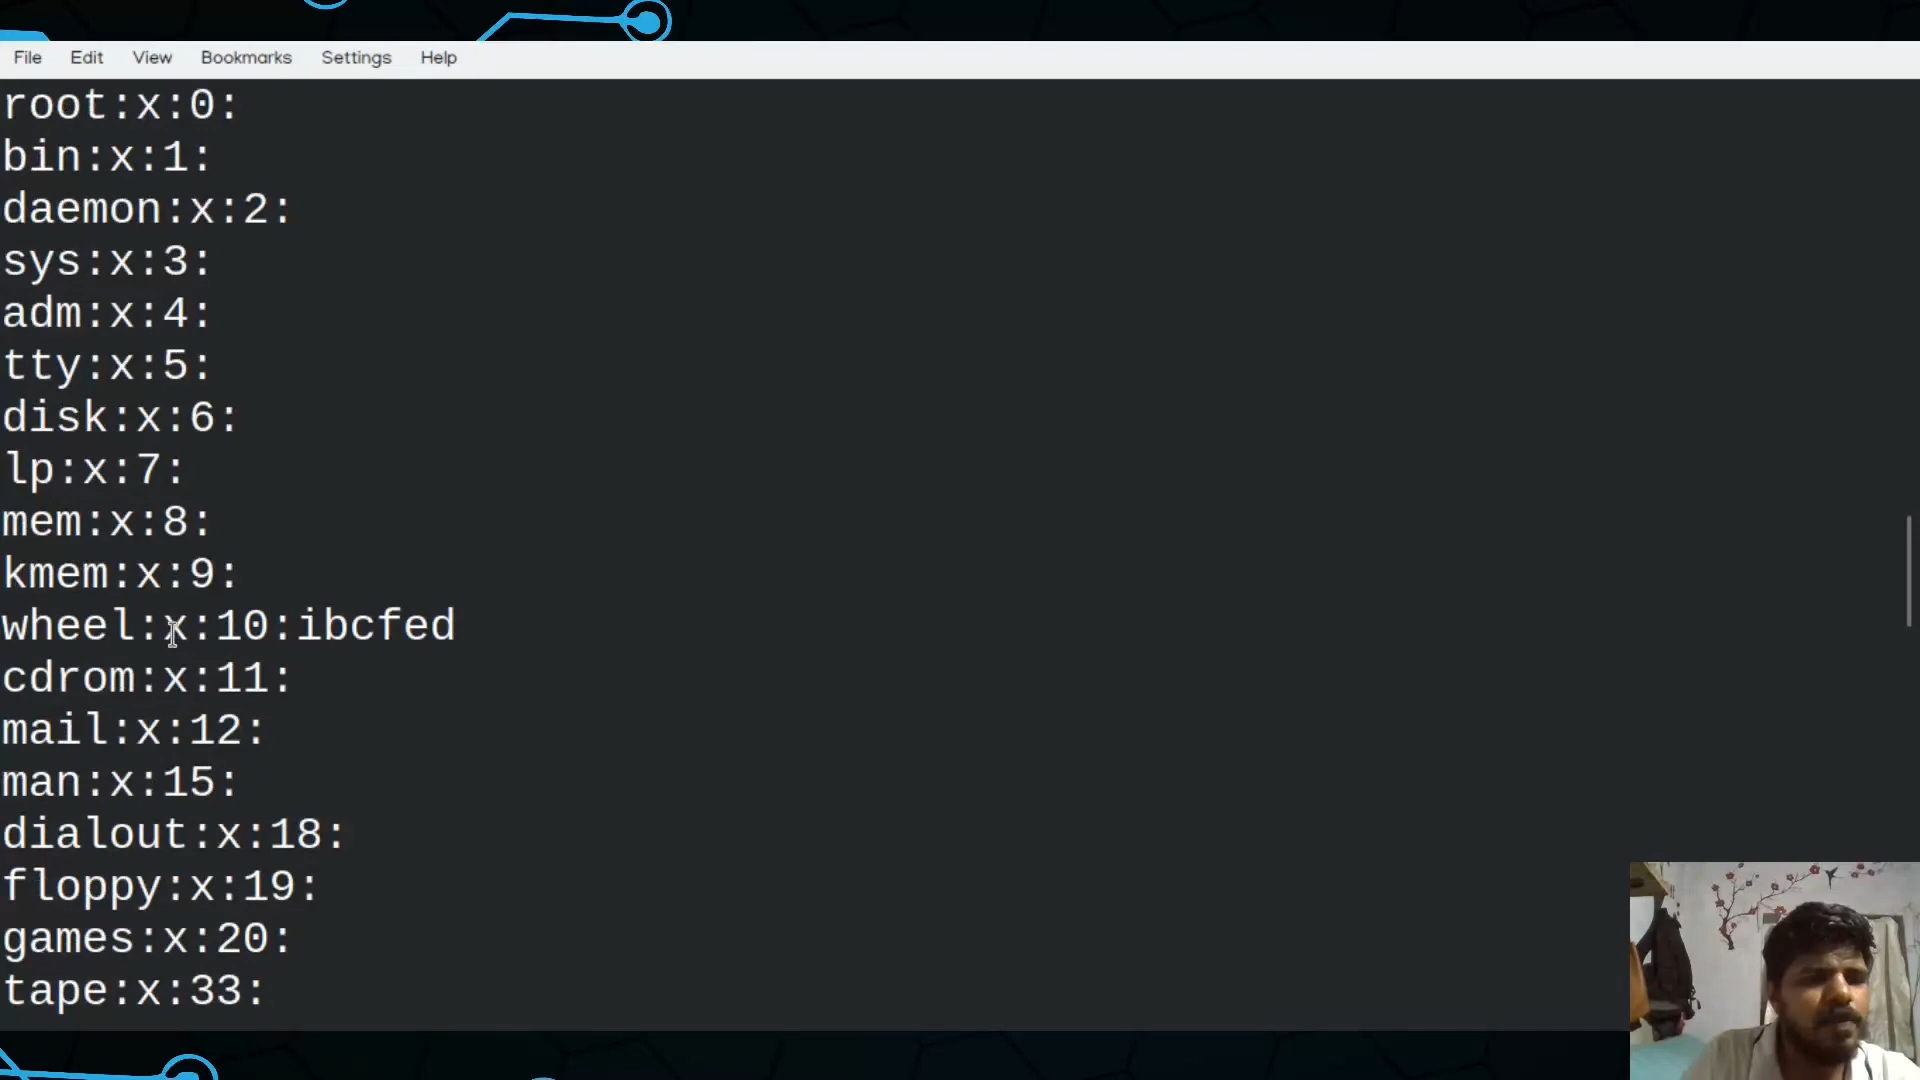 File Edit View Bookmarks Settings Help
root:x:0:
bin:x:1:
daemon:x:2:
sys:x:3:
adm:x:4:
tty:x:5:
disk:x:6:
lp:x:7:
mem:x:8:
kmem:x:9:
wheel:x:10:ibcfed
cdrom:x:11:
mail:x:12:
man:x:15:
dialout:x:18:
floppy:x:19:
games:x:20:
tape:x:33: